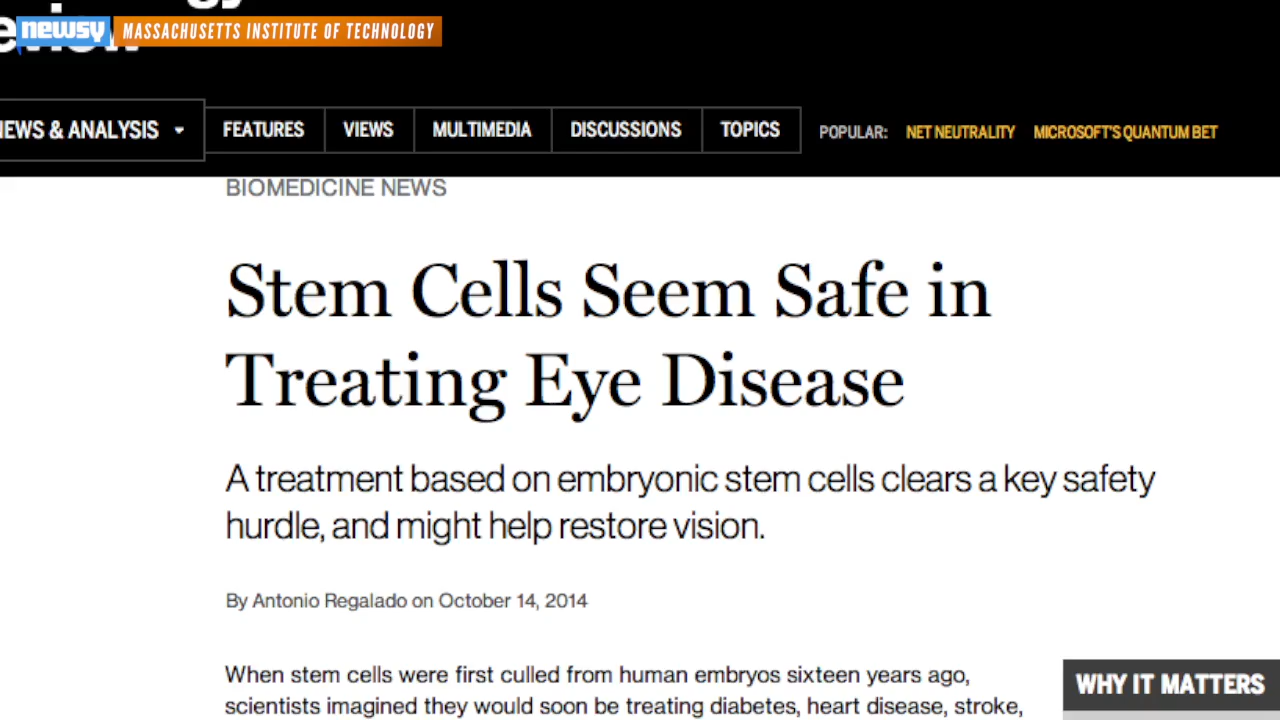 newsy MASSACHUSETTS INSTITUTE OF TECHNOLOGY
NEWS & ANALYSIS FEATURES VIEWS MULTIMEDIA DISCUSSIONS TOPICS POPULAR: NET NEUTRALITY MICROSOFT'S QUANTUM BET
BIOMEDICINE NEWS
Stem Cells Seem Safe in
Treating Eye Disease
A treatment based on embryonic stem cells clears a key safety
hurdle, and might help restore vision.
By Antonio Regalado on October 14, 2014
When stem cells were first culled from human embryos sixteen years ago,
scientists imagined they would soon be treating diabetes, heart disease, stroke,
WHY IT MATTERS